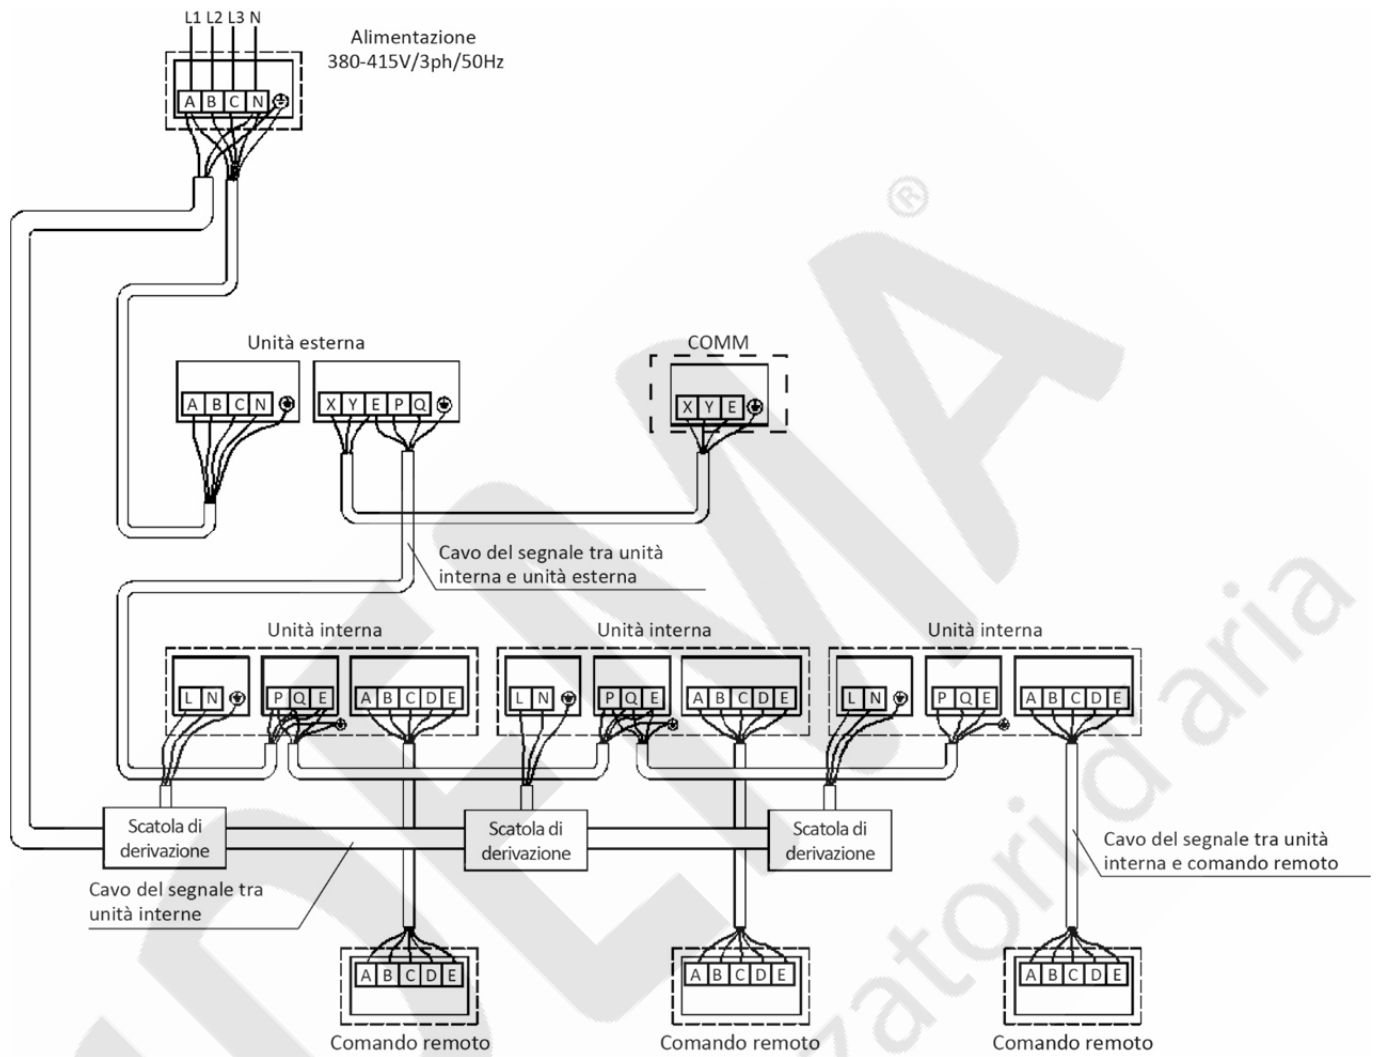 L1 L2 L3 N
Alimentazione
380-415V/3ph/50Hz
A B C N
®
Unità esterna
COMM
A B C N
X Y E P Q
X Y E
Cavo del segnale tra unità
interna e unità esterna
Unità interna
Unità interna
Unità interna
L N
P Q E
A B C D E
L N
P Q E
A B C D E
L N
P Q E
A B C D E
Scatola di
derivazione
Scatola di
derivazione
Scatola di
derivazione
Cavo del segnale tra unità
interna e comando remoto
Cavo del segnale tra
unità interne
A B C D E
A B C D E
A B C D E
Comando remoto
Comando remoto
Comando remoto